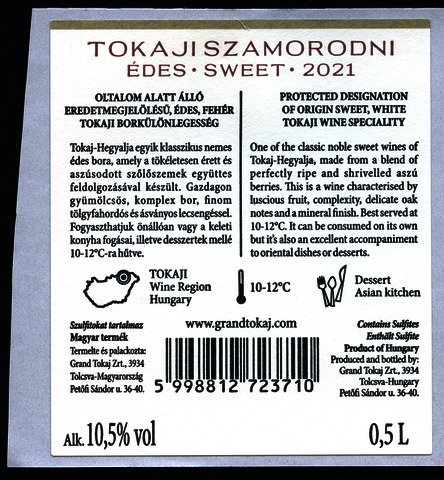 TOKAJI SZAMORODNI
ÉDES · SWEET · 2021
OLTALOM ALATT ÁLLÓ
EREDETMEGJELÖLÉSŰ, ÉDES, FEHÉR
TOKAJI BORKÜLÖNLEGESSÉG
Tokaj-Hegyalja egyik klasszikus nemes
édes bora, amely a tökéletesen érett és
aszúsodott szőlőszemek együttes
feldolgozásával készült. Gazdagon
gyümölcsös, komplex bor, finom
tölgyfahordós és ásványos lecsengéssel.
Fogyaszthatjuk önállóan vagy a keleti
konyha fogásai, illetve desszertek mellé
10-12°C-ra hűtve.
PROTECTED DESIGNATION
OF ORIGIN SWEET, WHITE
TOKAJI WINE SPECIALITY
One of the classic noble sweet wines of
Tokaj-Hegyalja, made from a blend of
perfectly ripe and shrivelled aszú
berries. This is a wine characterised by
luscious fruit, complexity, delicate oak
notes and a mineral finish. Best served at
10-12°C. It can be consumed on its own
but it's also an excellent accompaniment
to oriental dishes or desserts.
TOKAJI
Wine Region
Hungary
10-12°C
Dessert
Asian kitchen
Szulfitokat tartalmaz
Magyar termék
Termelte és palackozta:
Grand Tokaj Zrt., 3934
Tolcsva-Magyarország
Petőfi Sándor u. 36-40.
www.grandtokaj.com
5 998812 723710
Contains Sulfites
Enthält Sulfite
Product of Hungary
Produced and bottled by:
Grand Tokaj Zrt., 3934
Tolcsva-Hungary
Petőfi Sándor u. 36-40.
Alk. 10,5% vol
0,5 L